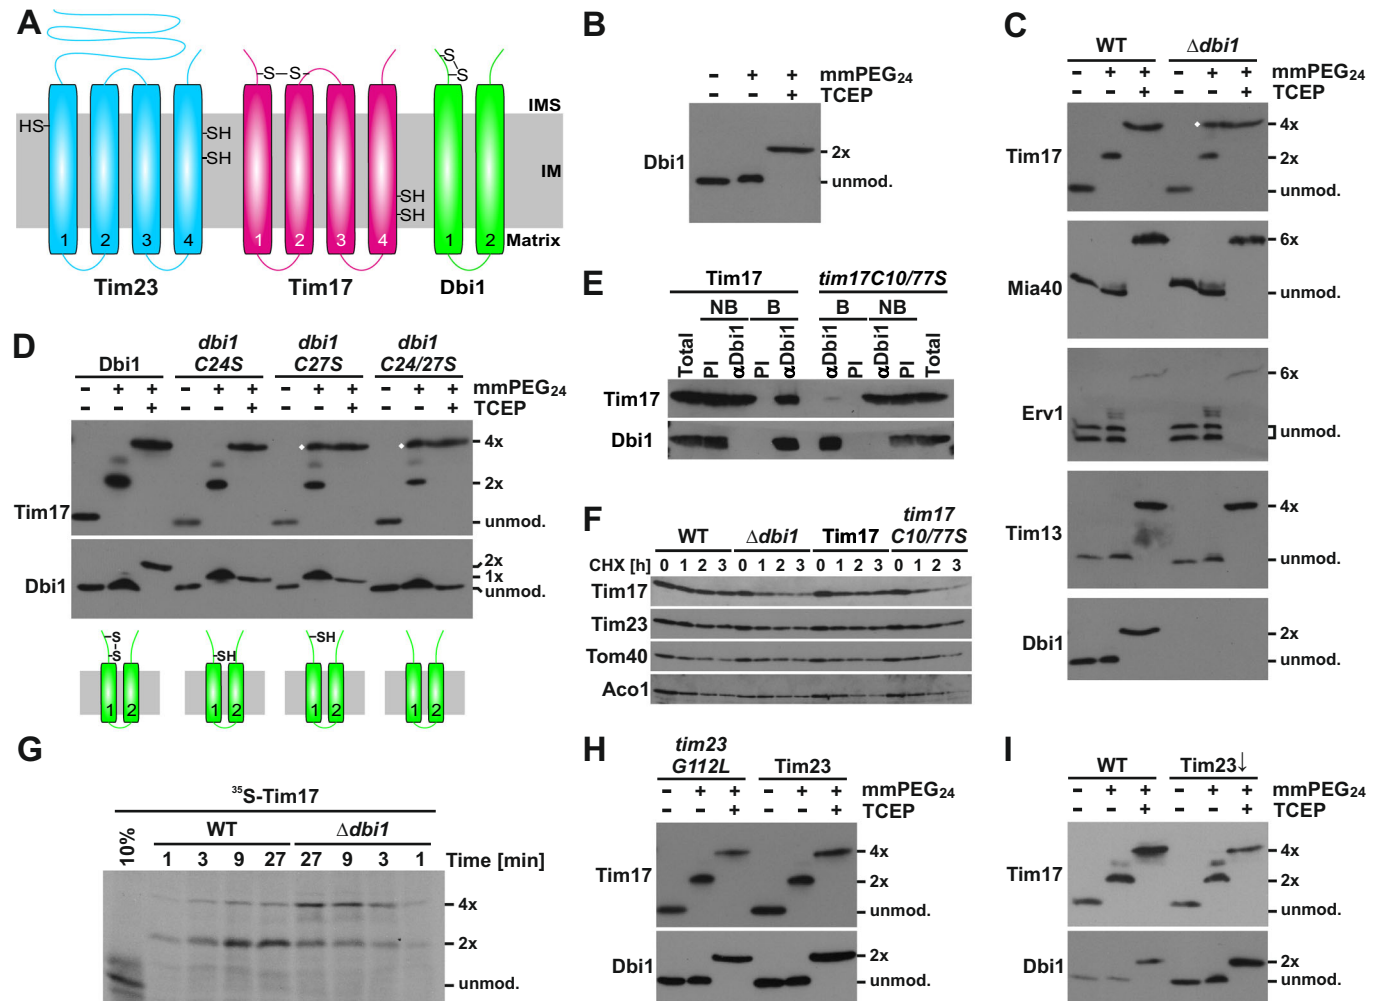 A
S
S
S
S
HS
SH
SH
SH
SH
IMS
IM
Matrix
1 2 3 4
1 2 3 4
1 2
Tim23
Tim17
Dbi1
B
- + + mmPEG24
- - + TCEP
Dbi1
2x
unmod.
C
WT Δdbi1
- + + - + + mmPEG24
- - + - - + TCEP
Tim17
4x
2x
unmod.
Mia40
6x
unmod.
Erv1
6x
unmod.
Tim13
4x
unmod.
Dbi1
2x
unmod.
D
Dbi1
dbi1 C24S
dbi1 C27S
dbi1 C24/27S
- + + - + + - + + - + + mmPEG24
- - + - - + - - + - - + TCEP
Tim17
4x
2x
unmod.
Dbi1
2x
1x
unmod.
S
S
SH
SH
1 2
1 2
1 2
1 2
E
Tim17 tim17C10/77S
NB B B NB
Total PI αDbi1 PI αDbi1 αDbi1 PI αDbi1 PI Total
Tim17
Dbi1
F
WT Δdbi1 Tim17 tim17 C10/77S
CHX [h] 0 1 2 3 0 1 2 3 0 1 2 3 0 1 2 3
Tim17
Tim23
Tom40
Aco1
G
35S-Tim17
10%
WT Δdbi1
1 3 9 27 27 9 3 1 Time [min]
4x
2x
unmod.
H
tim23 G112L
Tim23
- + + - + + mmPEG24
- - + - - + TCEP
Tim17
4x
2x
unmod.
Dbi1
2x
unmod.
I
WT Tim23↓
- + + - + + mmPEG24
- - + - - + TCEP
Tim17
4x
2x
unmod.
Dbi1
2x
unmod.